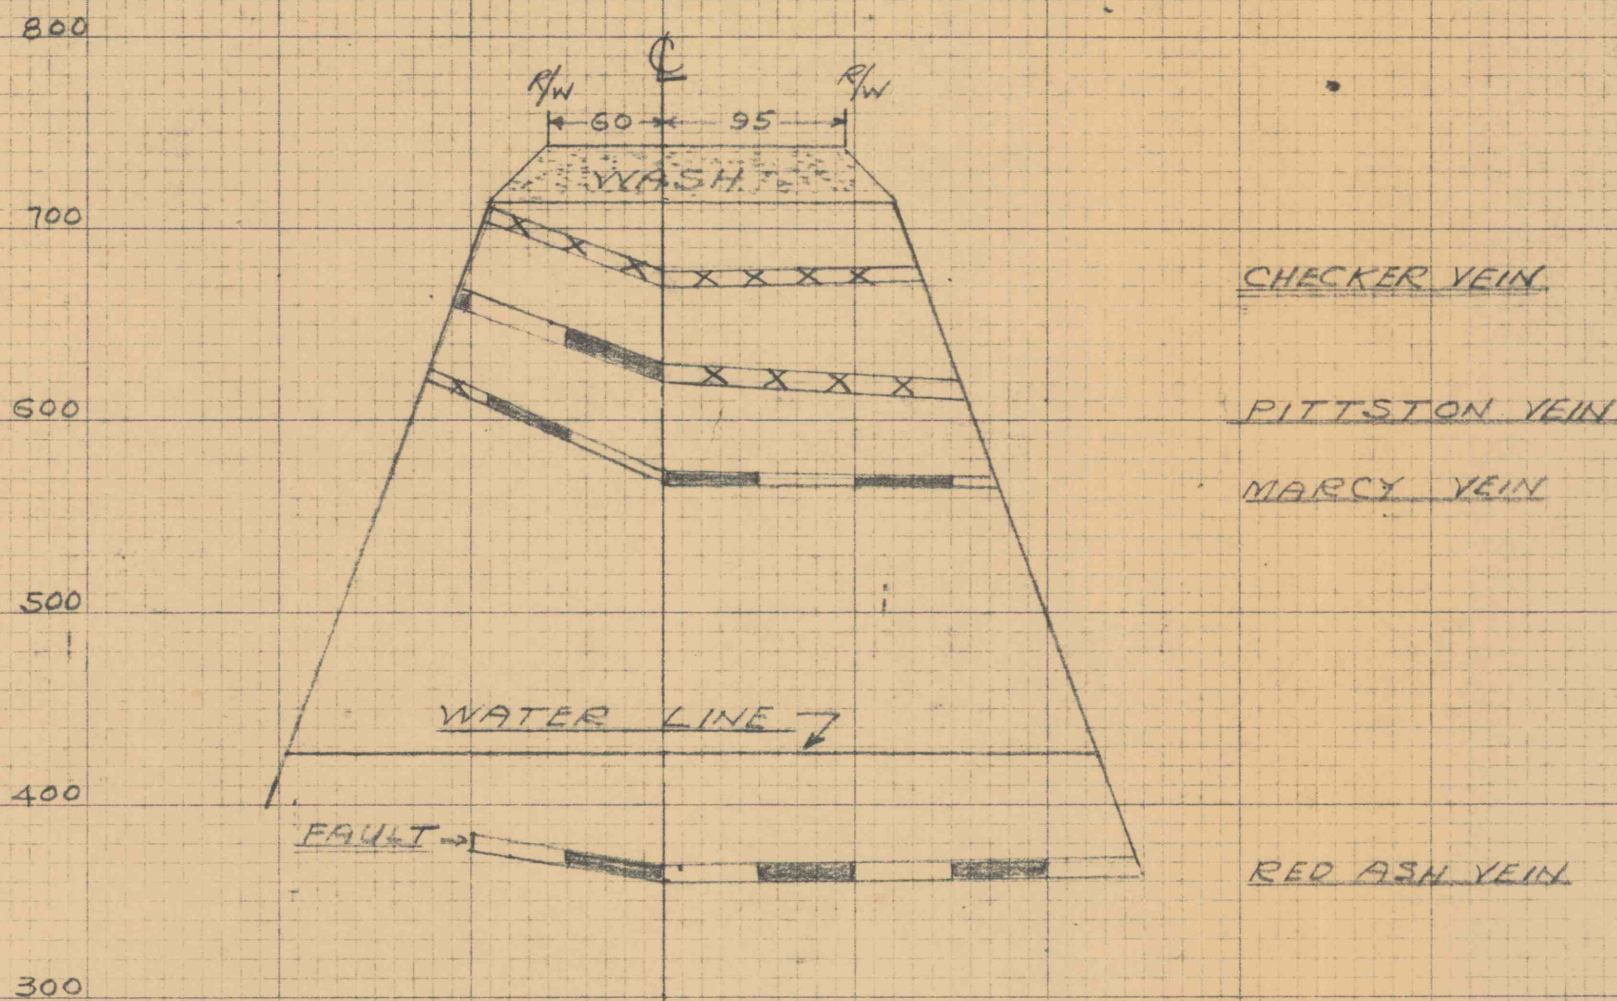 800
℄
R/W
R/W
60
95
WASH
700
CHECKER VEIN
600
PITTSTON VEIN
MARCY VEIN
500
WATER LINE
400
FAULT
RED ASH VEIN
300